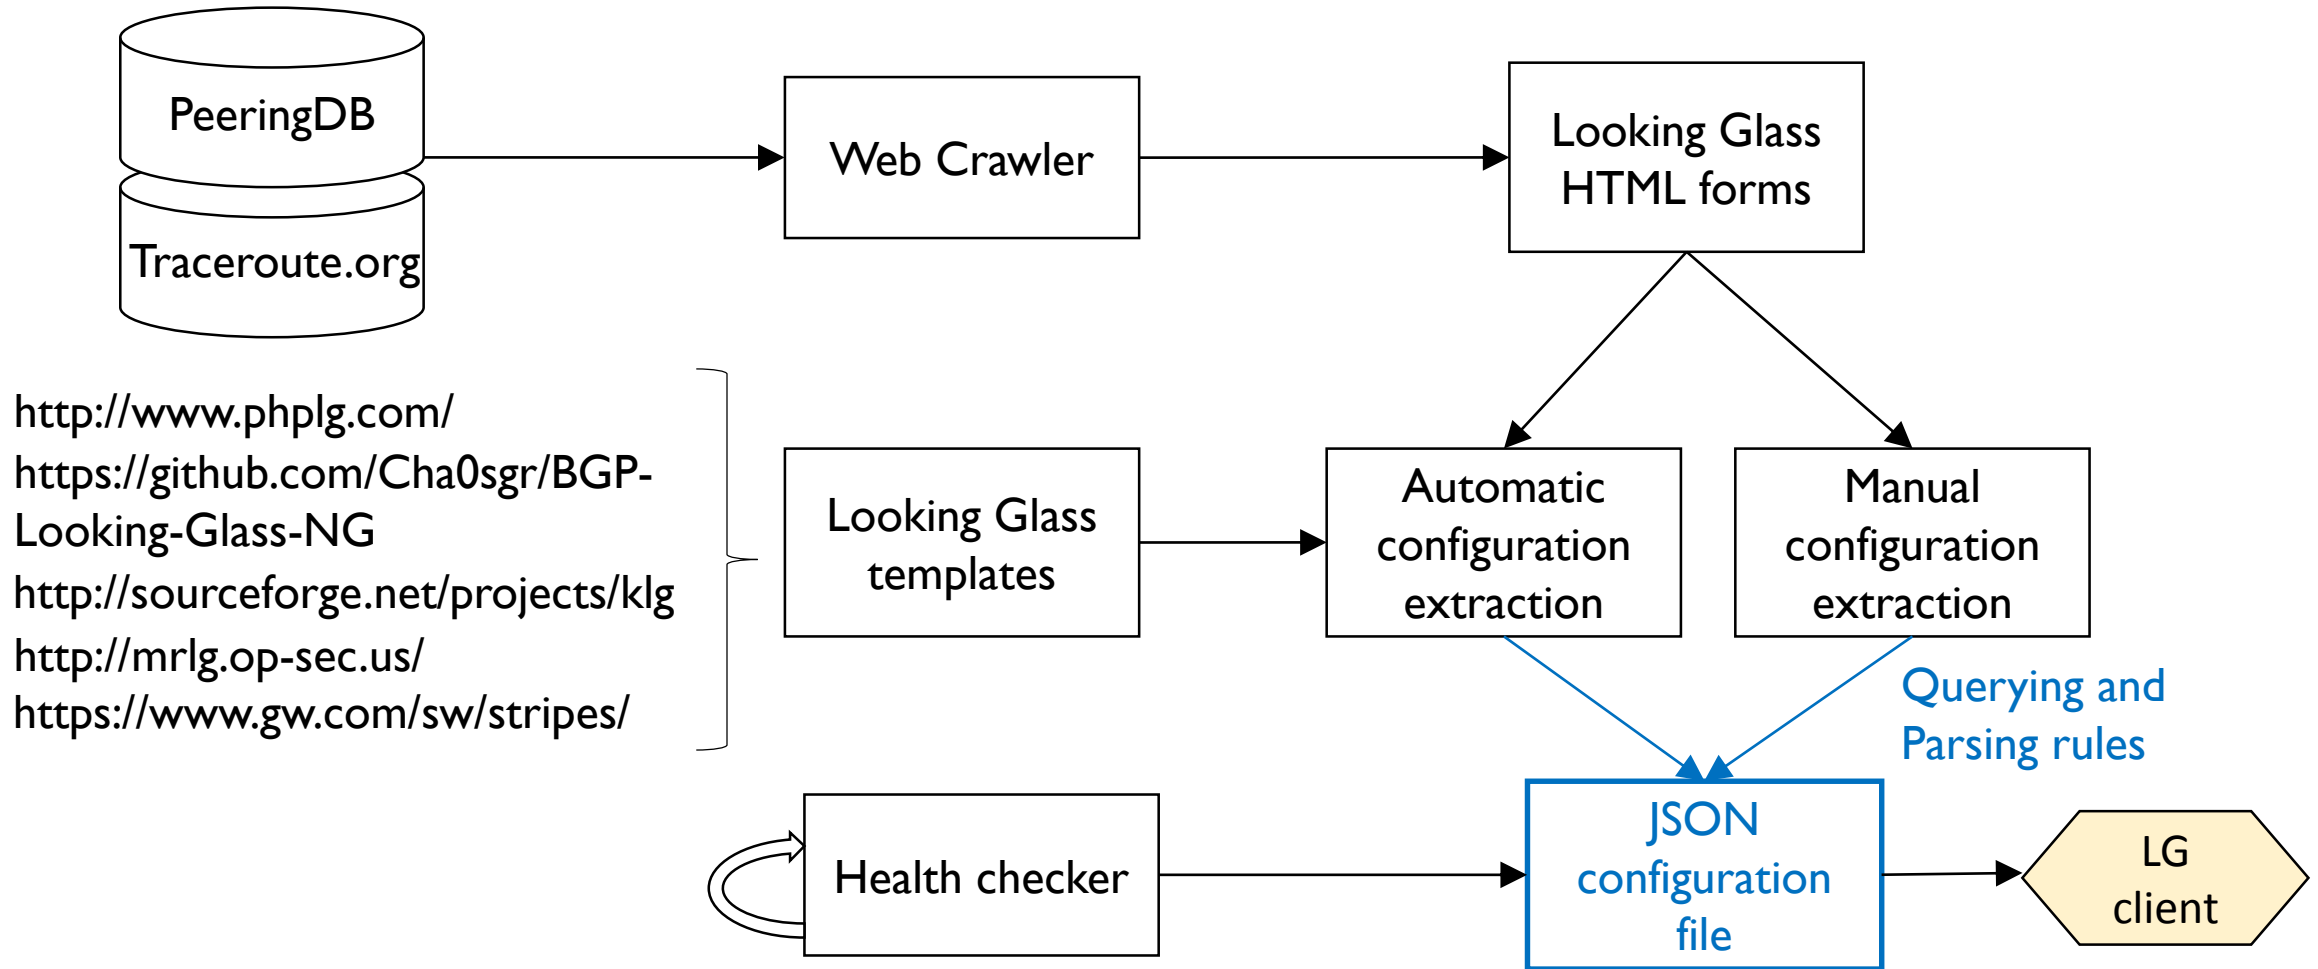 PeeringDB
Traceroute.org
Web Crawler
Looking Glass
HTML forms
http://www.phplg.com/
https://github.com/Cha0sgr/BGP-
Looking-Glass-NG
http://sourceforge.net/projects/klg
http://mrlg.op-sec.us/
https://www.gw.com/sw/stripes/
Looking Glass
templates
Automatic
configuration
extraction
Manual
configuration
extraction
Querying and
Parsing rules
Health checker
JSON
configuration
file
LG
client